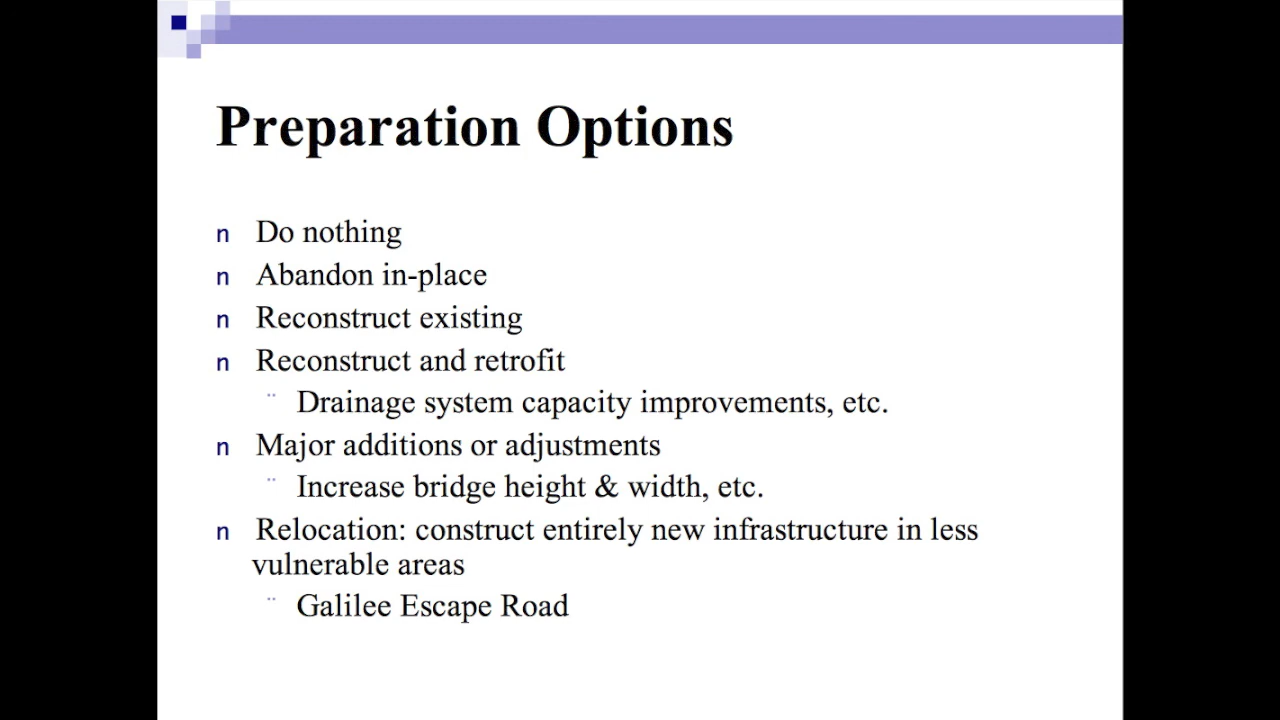 Preparation Options
n Do nothing
n Abandon in-place
n Reconstruct existing
n Reconstruct and retrofit
¨ Drainage system capacity improvements, etc.
n Major additions or adjustments
¨ Increase bridge height & width, etc.
n Relocation: construct entirely new infrastructure in less
vulnerable areas
¨ Galilee Escape Road